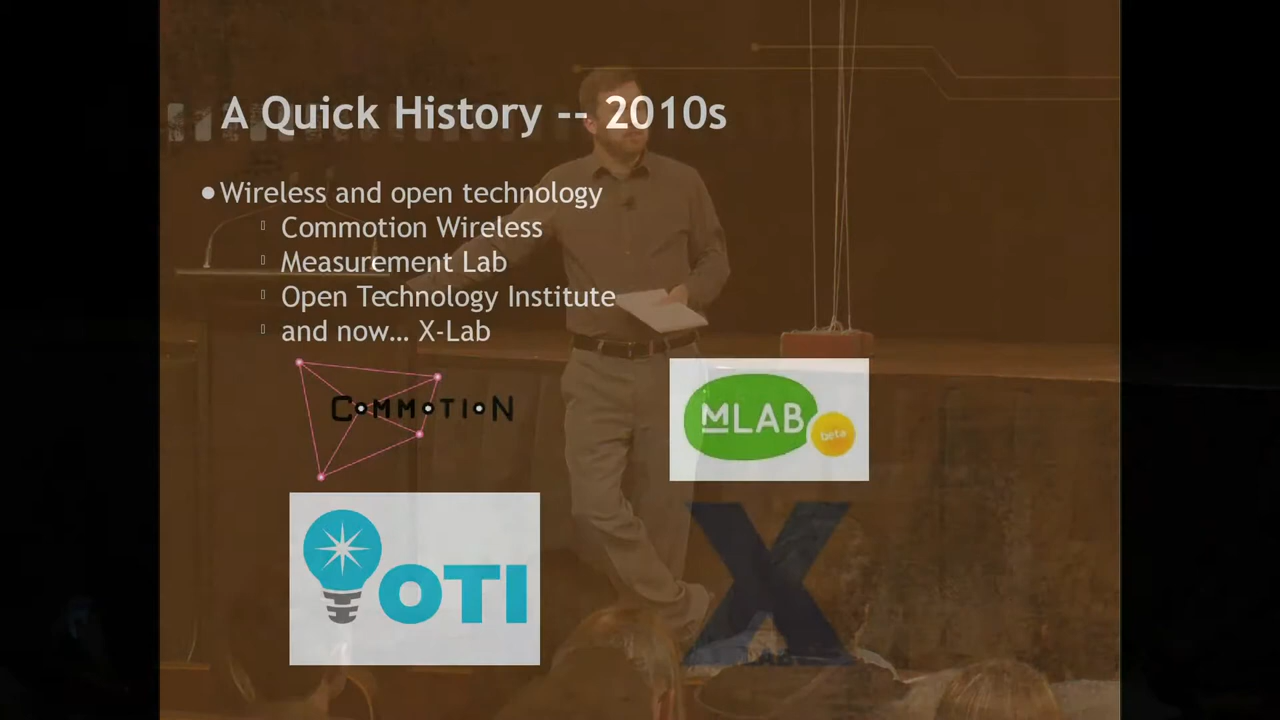 A Quick History -- 2010s
●Wireless and open technology
Commotion Wireless
Measurement Lab
Open Technology Institute
and now… X-Lab
COMMOTION
MLAB
beta
OTI
X
LAB